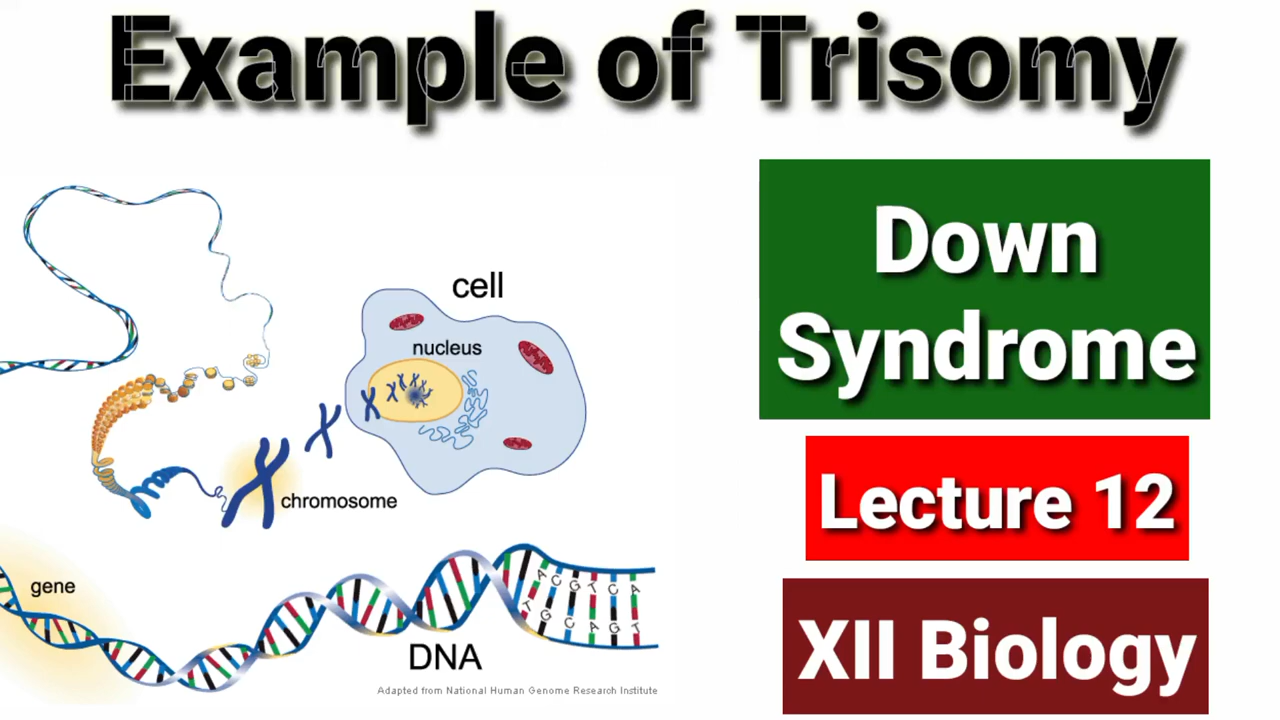 Example of Trisomy
cell
nucleus
chromosome
gene
DNA
A C G T C A
T G C A G T
Adapted from National Human Genome Research Institute
Down
Syndrome
Lecture 12
XII Biology